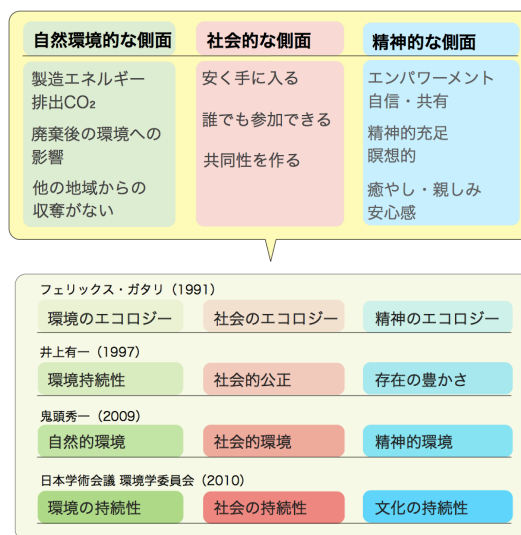 自然環境的な側面
社会的な側面
精神的な側面
製造エネルギー
排出CO₂
廃棄後の環境への
影響
他の地域からの
収奪がない
安く手に入る
誰でも参加できる
共同性を作る
エンパワーメント
自信・共有
精神的充足
瞑想的
癒やし・親しみ
安心感
フェリックス・ガタリ（1991）
環境のエコロジー
社会のエコロジー
精神のエコロジー
井上有一（1997）
環境持続性
社会的公正
存在の豊かさ
鬼頭秀一（2009）
自然的環境
社会的環境
精神的環境
日本学術会議 環境学委員会（2010）
環境の持続性
社会の持続性
文化の持続性